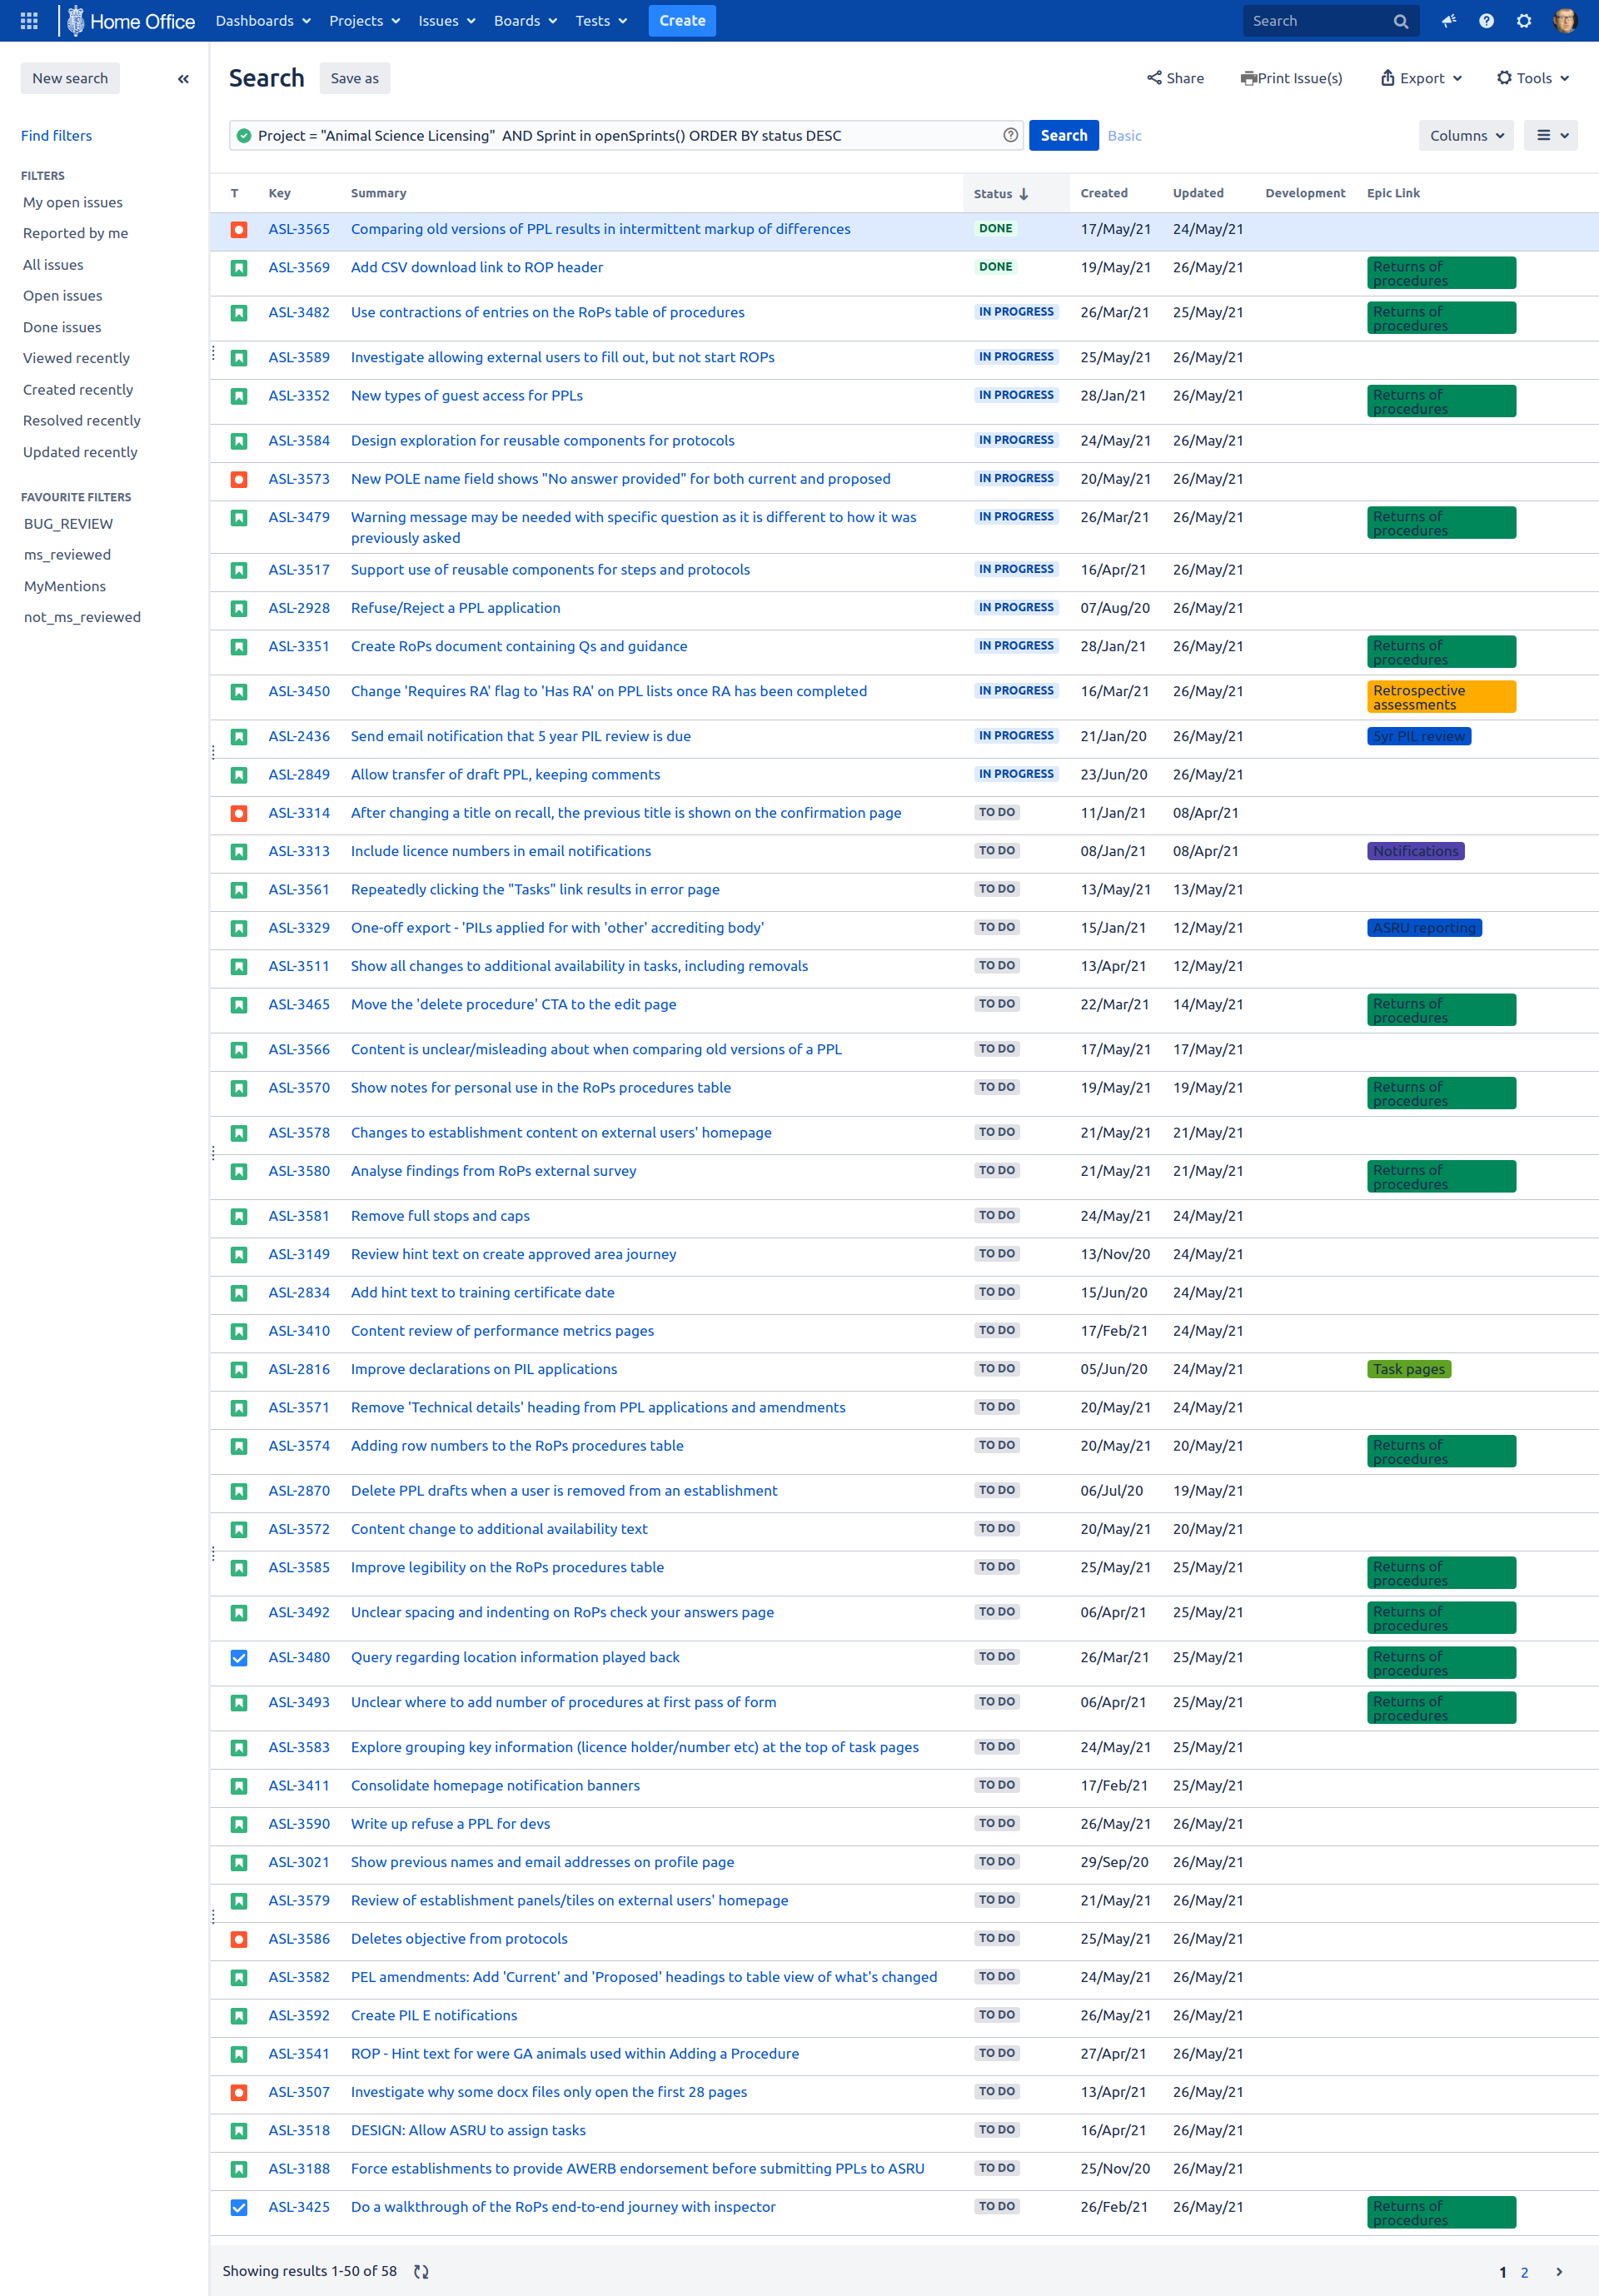 Home Office Dashboards Projects Issues Boards Tests Create Search
New search
Search Save as Share Print Issue(s) Export Tools
Find filters
Project = "Animal Science Licensing" AND Sprint in openSprints() ORDER BY status DESC Search Basic Columns
FILTERS
My open issues
Reported by me
All issues
Open issues
Done issues
Viewed recently
Created recently
Resolved recently
Updated recently
FAVOURITE FILTERS
BUG_REVIEW
ms_reviewed
MyMentions
not_ms_reviewed
T Key Summary Status Created Updated Development Epic Link
ASL-3565 Comparing old versions of PPL results in intermittent markup of differences DONE 17/May/21 24/May/21
ASL-3569 Add CSV download link to ROP header DONE 19/May/21 26/May/21 Returns of
procedures
ASL-3482 Use contractions of entries on the RoPs table of procedures IN PROGRESS 26/Mar/21 25/May/21 Returns of
procedures
ASL-3589 Investigate allowing external users to fill out, but not start ROPs IN PROGRESS 25/May/21 26/May/21
ASL-3352 New types of guest access for PPLs IN PROGRESS 28/Jan/21 26/May/21 Returns of
procedures
ASL-3584 Design exploration for reusable components for protocols IN PROGRESS 24/May/21 26/May/21
ASL-3573 New POLE name field shows "No answer provided" for both current and proposed IN PROGRESS 20/May/21 26/May/21
ASL-3479 Warning message may be needed with specific question as it is different to how it was IN PROGRESS 26/Mar/21 26/May/21 Returns of
previously asked procedures
ASL-3517 Support use of reusable components for steps and protocols IN PROGRESS 16/Apr/21 26/May/21
ASL-2928 Refuse/Reject a PPL application IN PROGRESS 07/Aug/20 26/May/21
ASL-3351 Create RoPs document containing Qs and guidance IN PROGRESS 28/Jan/21 26/May/21 Returns of
procedures
ASL-3450 Change 'Requires RA' flag to 'Has RA' on PPL lists once RA has been completed IN PROGRESS 16/Mar/21 26/May/21 Retrospective
assessments
ASL-2436 Send email notification that 5 year PIL review is due IN PROGRESS 21/Jan/20 26/May/21 5yr PIL review
ASL-2849 Allow transfer of draft PPL, keeping comments IN PROGRESS 23/Jun/20 26/May/21
ASL-3314 After changing a title on recall, the previous title is shown on the confirmation page TO DO 11/Jan/21 08/Apr/21
ASL-3313 Include licence numbers in email notifications TO DO 08/Jan/21 08/Apr/21 Notifications
ASL-3561 Repeatedly clicking the "Tasks" link results in error page TO DO 13/May/21 13/May/21
ASL-3329 One-off export - 'PILs applied for with 'other' accrediting body' TO DO 15/Jan/21 12/May/21 ASRU reporting
ASL-3511 Show all changes to additional availability in tasks, including removals TO DO 13/Apr/21 12/May/21
ASL-3465 Move the 'delete procedure' CTA to the edit page TO DO 22/Mar/21 14/May/21 Returns of
procedures
ASL-3566 Content is unclear/misleading about when comparing old versions of a PPL TO DO 17/May/21 17/May/21
ASL-3570 Show notes for personal use in the RoPs procedures table TO DO 19/May/21 19/May/21 Returns of
procedures
ASL-3578 Changes to establishment content on external users' homepage TO DO 21/May/21 21/May/21
ASL-3580 Analyse findings from RoPs external survey TO DO 21/May/21 21/May/21 Returns of
procedures
ASL-3581 Remove full stops and caps TO DO 24/May/21 24/May/21
ASL-3149 Review hint text on create approved area journey TO DO 13/Nov/20 24/May/21
ASL-2834 Add hint text to training certificate date TO DO 15/Jun/20 24/May/21
ASL-3410 Content review of performance metrics pages TO DO 17/Feb/21 24/May/21
ASL-2816 Improve declarations on PIL applications TO DO 05/Jun/20 24/May/21 Task pages
ASL-3571 Remove 'Technical details' heading from PPL applications and amendments TO DO 20/May/21 24/May/21
ASL-3574 Adding row numbers to the RoPs procedures table TO DO 20/May/21 20/May/21 Returns of
procedures
ASL-2870 Delete PPL drafts when a user is removed from an establishment TO DO 06/Jul/20 19/May/21
ASL-3572 Content change to additional availability text TO DO 20/May/21 20/May/21
ASL-3585 Improve legibility on the RoPs procedures table TO DO 25/May/21 25/May/21 Returns of
procedures
ASL-3492 Unclear spacing and indenting on RoPs check your answers page TO DO 06/Apr/21 25/May/21 Returns of
procedures
ASL-3480 Query regarding location information played back TO DO 26/Mar/21 25/May/21 Returns of
procedures
ASL-3493 Unclear where to add number of procedures at first pass of form TO DO 06/Apr/21 25/May/21 Returns of
procedures
ASL-3583 Explore grouping key information (licence holder/number etc) at the top of task pages TO DO 24/May/21 25/May/21
ASL-3411 Consolidate homepage notification banners TO DO 17/Feb/21 25/May/21
ASL-3590 Write up refuse a PPL for devs TO DO 26/May/21 26/May/21
ASL-3021 Show previous names and email addresses on profile page TO DO 29/Sep/20 26/May/21
ASL-3579 Review of establishment panels/tiles on external users' homepage TO DO 21/May/21 26/May/21
ASL-3586 Deletes objective from protocols TO DO 25/May/21 26/May/21
ASL-3582 PEL amendments: Add 'Current' and 'Proposed' headings to table view of what's changed TO DO 24/May/21 26/May/21
ASL-3592 Create PIL E notifications TO DO 26/May/21 26/May/21
ASL-3541 ROP - Hint text for were GA animals used within Adding a Procedure TO DO 27/Apr/21 26/May/21
ASL-3507 Investigate why some docx files only open the first 28 pages TO DO 13/Apr/21 26/May/21
ASL-3518 DESIGN: Allow ASRU to assign tasks TO DO 16/Apr/21 26/May/21
ASL-3188 Force establishments to provide AWERB endorsement before submitting PPLs to ASRU TO DO 25/Nov/20 26/May/21
ASL-3425 Do a walkthrough of the RoPs end-to-end journey with inspector TO DO 26/Feb/21 26/May/21 Returns of
procedures
Showing results 1-50 of 58 1 2